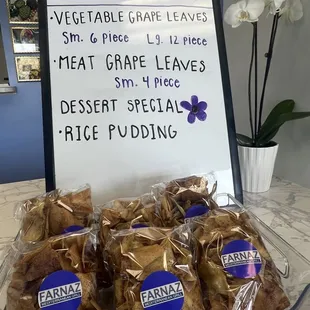 · VEGETABLE GRAPE LEAVES
Sm. 6 piece Lg. 12 piece
· MEAT GRAPE LEAVES
Sm. 4 piece
DESSERT SPECIAL
· RICE PUDDING
FARNAZ
FARNAZ
FARNAZ
FARNAZ